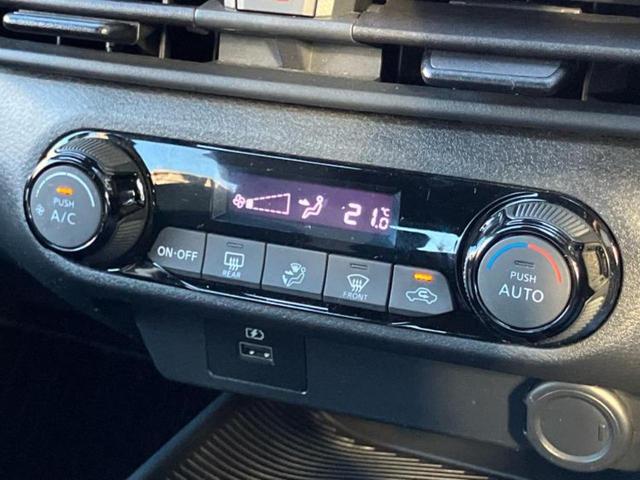 PUSH
A/C
21.0
°C
ON·OFF
REAR
FRONT
PUSH
AUTO